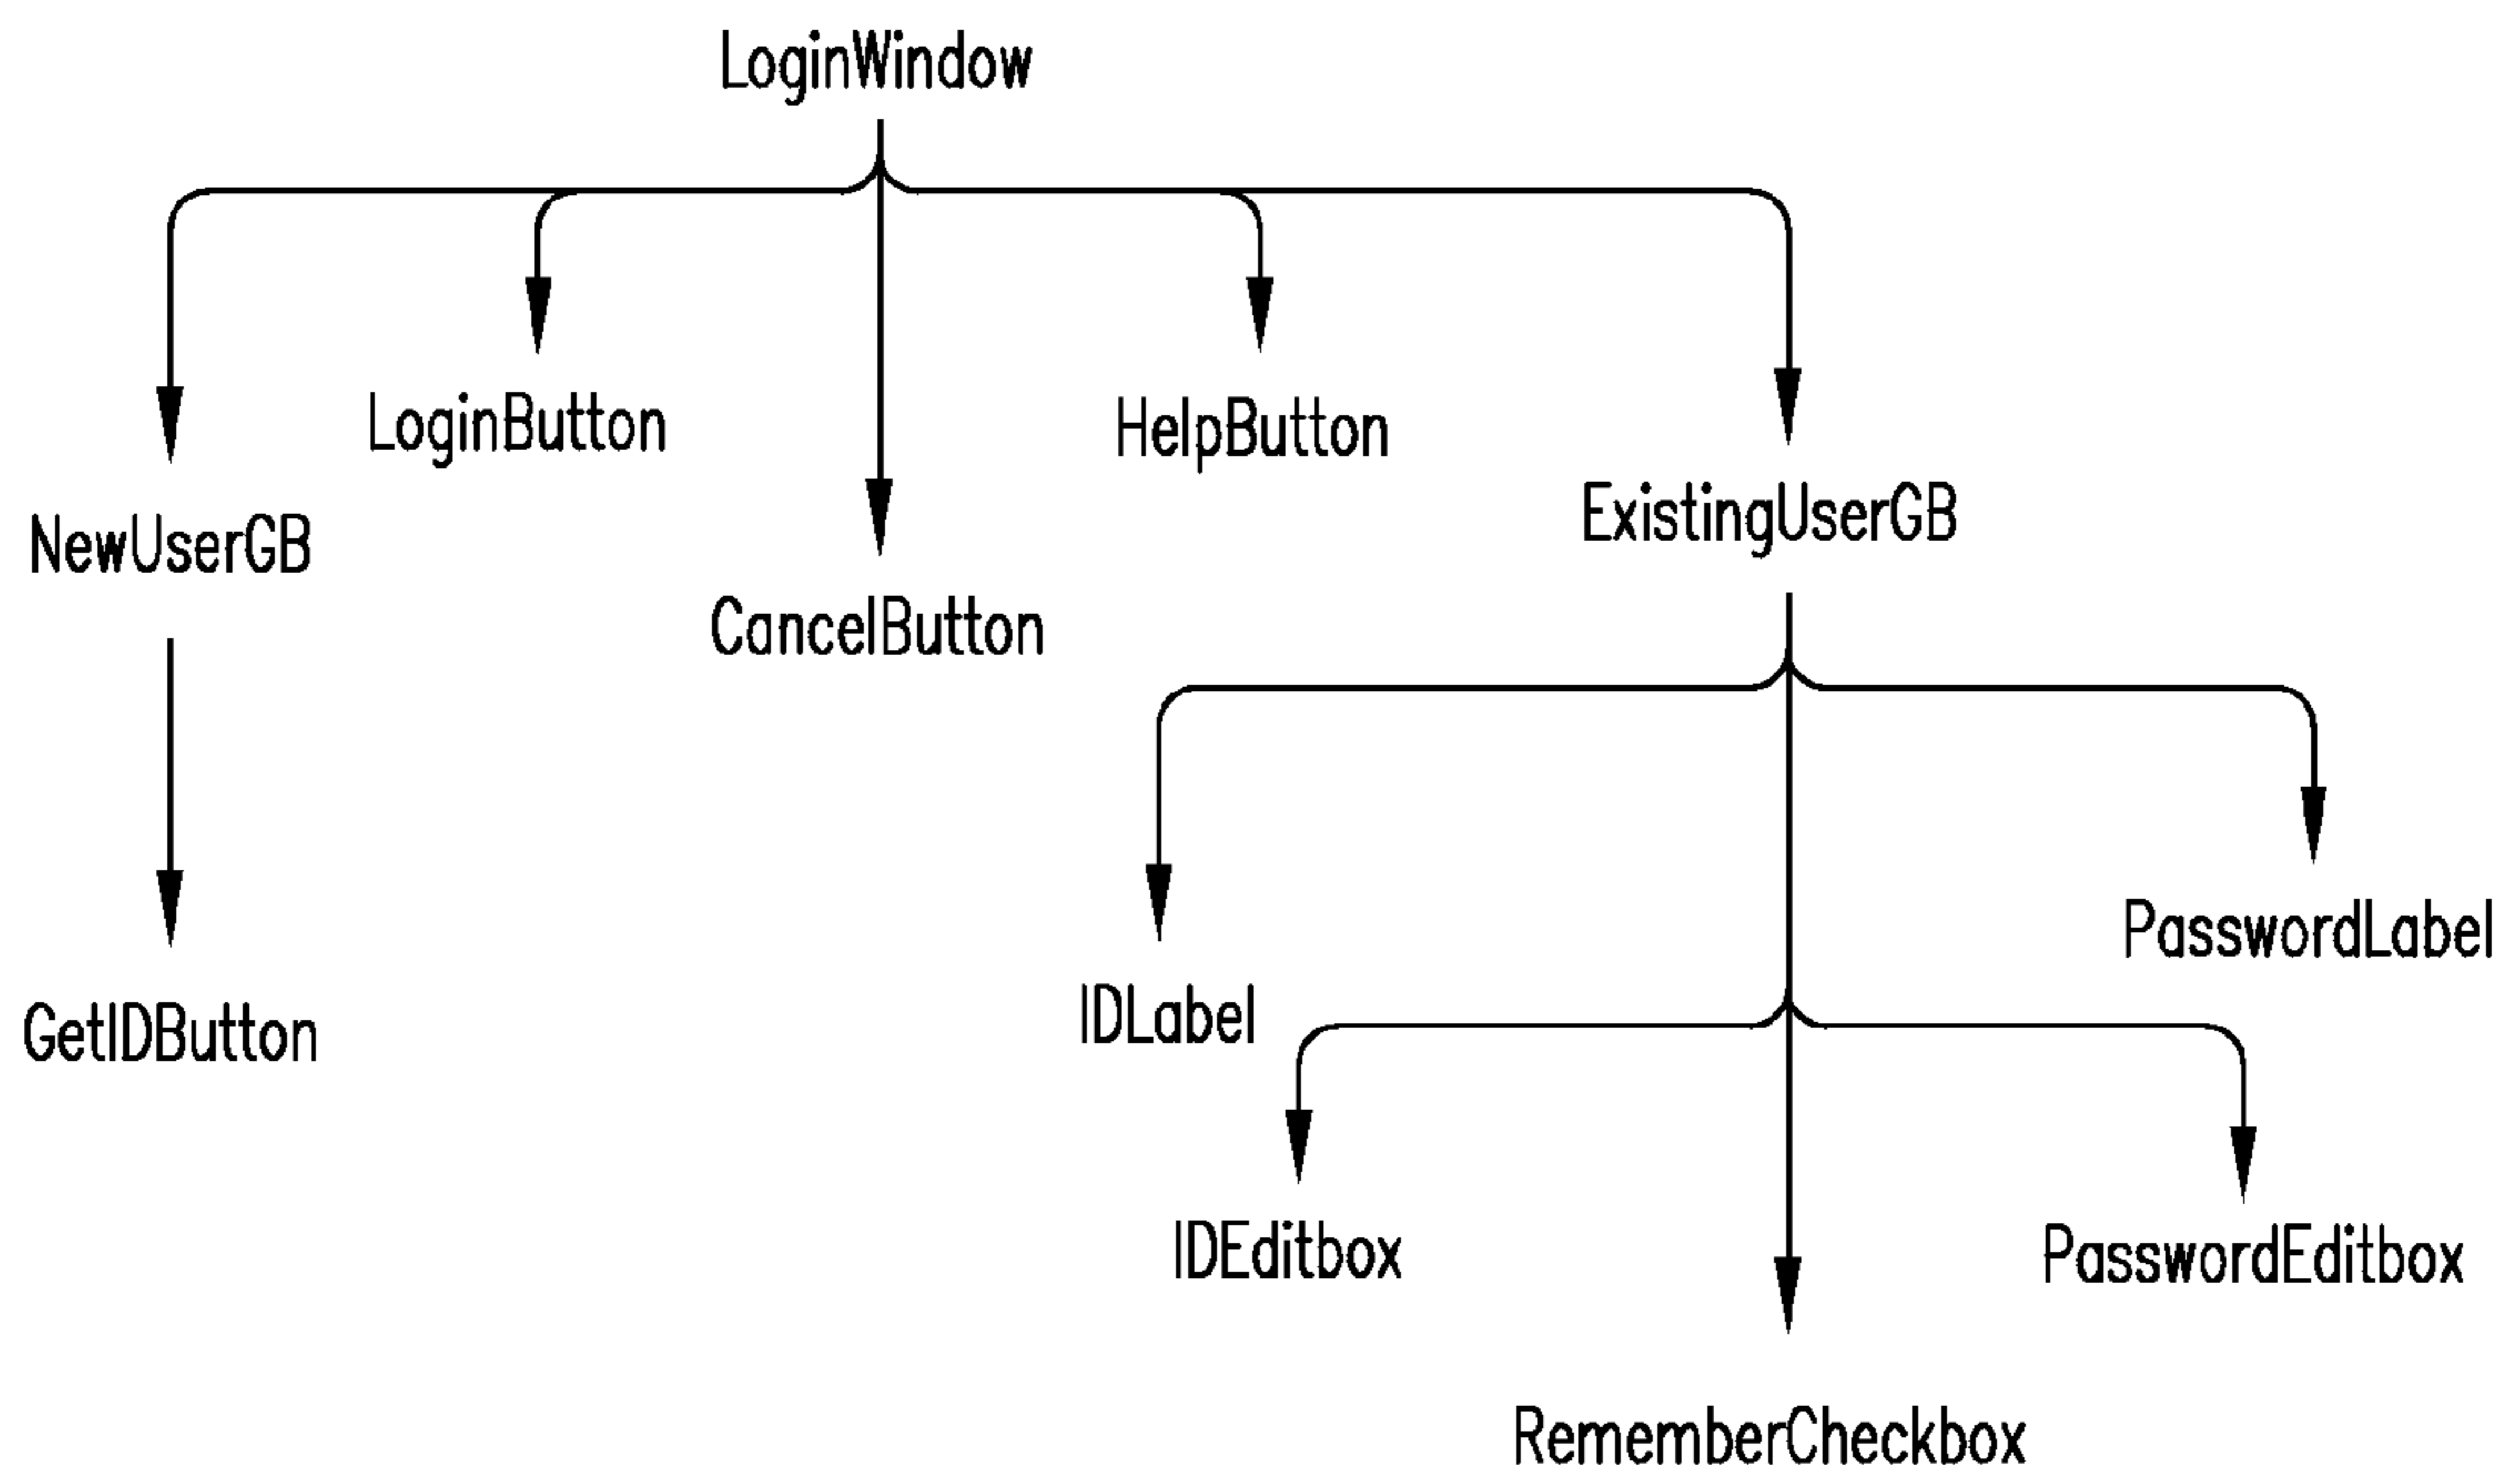 LoginWindow
LoginButton
HelpButton
ExistingUserGB
NewUserGB
CancelButton
PasswordLabel
IDLabel
GetIDButton
IDEditbox
PasswordEditbox
RememberCheckbox